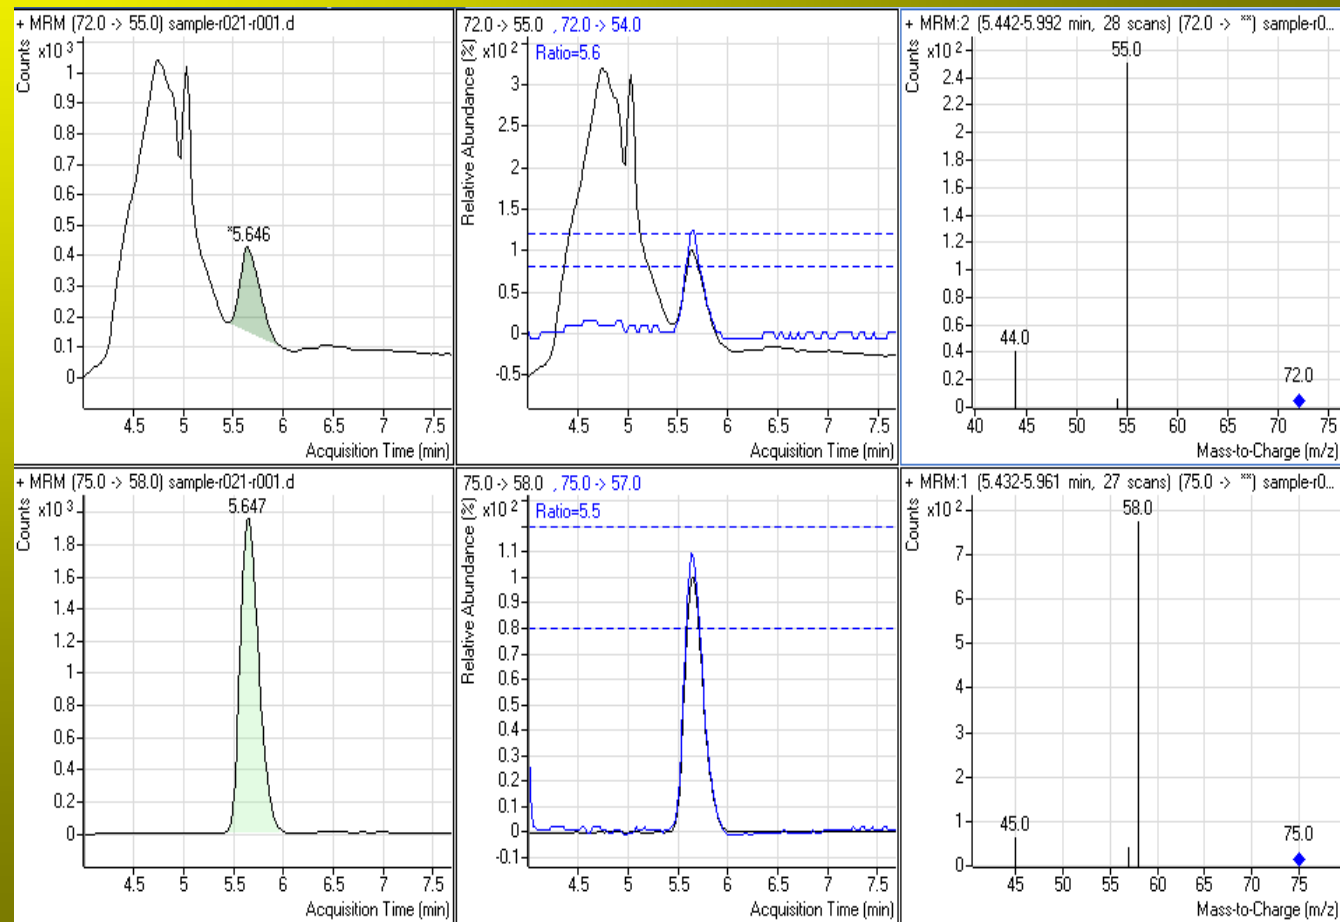 + MRM (72.0 -> 55.0) sample-r021-r001.d
Counts
x10 3
1
0.9
0.8
0.7
0.6
0.5
0.4
0.3
0.2
0.1
0
*5.646
4.5 5 5.5 6 6.5 7 7.5
Acquisition Time (min)
72.0 -> 55.0 , 72.0 -> 54.0
Relative Abundance (%)
x10 2
Ratio=5.6
3
2.5
2
1.5
1
0.5
0
-0.5
4.5 5 5.5 6 6.5 7 7.5
Acquisition Time (min)
+ MRM:2 (5.442-5.992 min, 28 scans) (72.0 -> **) sample-r0...
Counts
x10 2
55.0
2.4
2.2
2
1.8
1.6
1.4
1.2
1
0.8
0.6
0.4
0.2
0
44.0
72.0
40 45 50 55 60 65 70 75
Mass-to-Charge (m/z)
+ MRM (75.0 -> 58.0) sample-r021-r001.d
Counts
x10 3
5.647
1.8
1.6
1.4
1.2
1
0.8
0.6
0.4
0.2
0
4.5 5 5.5 6 6.5 7 7.5
Acquisition Time (min)
75.0 -> 58.0 , 75.0 -> 57.0
Relative Abundance (%)
x10 2
Ratio=5.5
1.1
1
0.9
0.8
0.7
0.6
0.5
0.4
0.3
0.2
0.1
0
-0.1
4.5 5 5.5 6 6.5 7 7.5
Acquisition Time (min)
+ MRM:1 (5.432-5.961 min, 27 scans) (75.0 -> **) sample-r0...
Counts
x10 2
58.0
7
6
5
4
3
2
1
0
45.0
75.0
45 50 55 60 65 70 75
Mass-to-Charge (m/z)